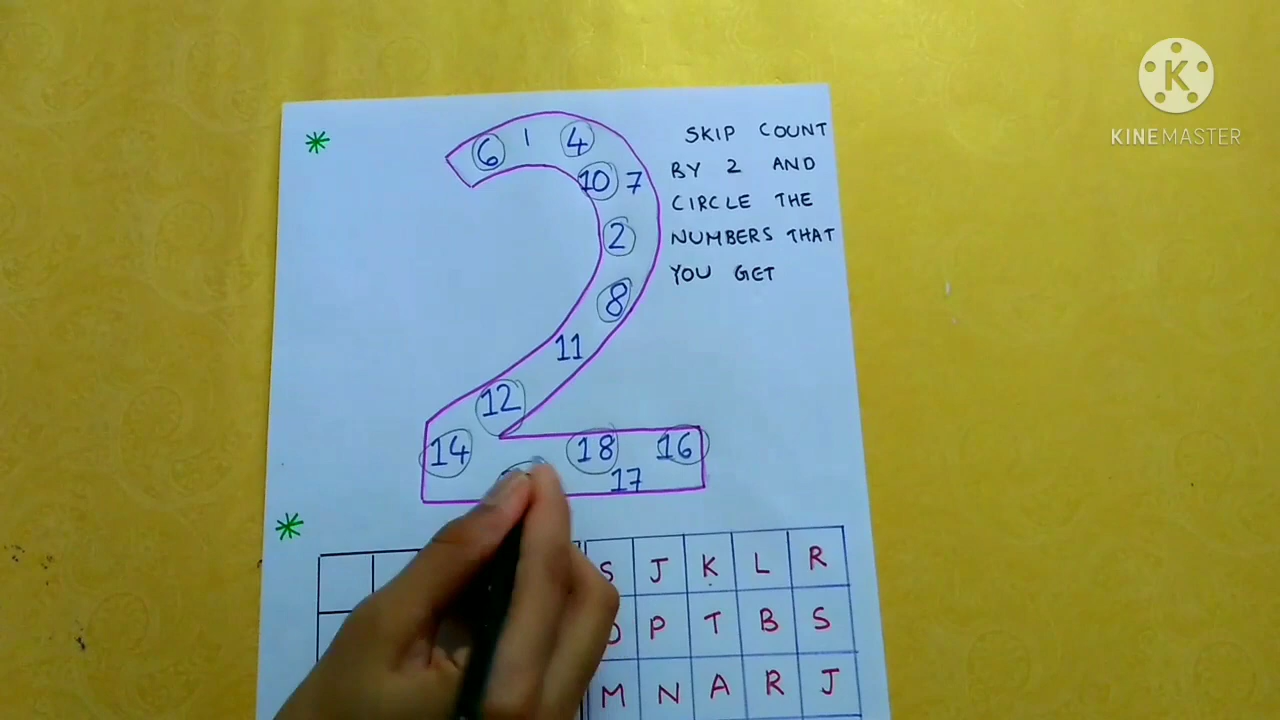 K
KINEMASTER
SKIP COUNT
BY 2 AND
CIRCLE THE
NUMBERS THAT
YOU GET
6 1 4
10 7
2
8
11
12
14 18 16
17
S J K L R
P T B S
M N A R J